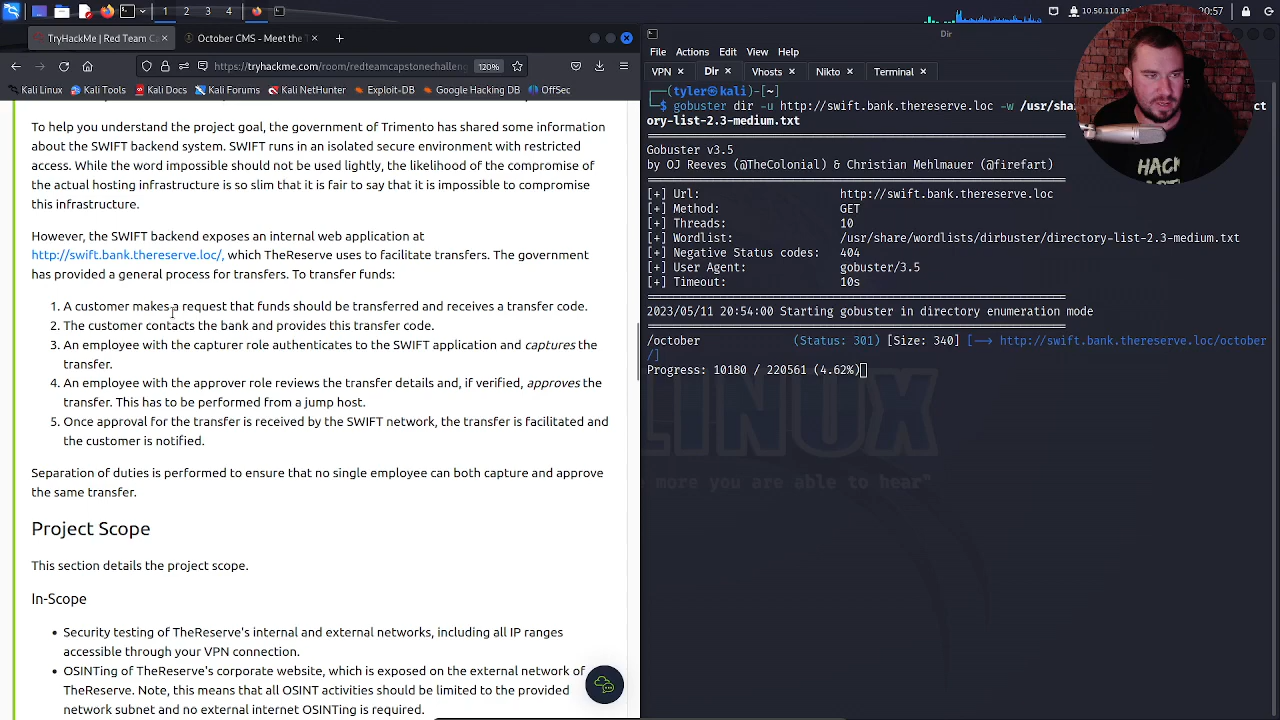 1 2 3 4
10.50.110.19
20:57
TryHackMe | Red Team Ca
October CMS - Meet the T
https://tryhackme.com/room/redteamcapstonechalleng
120%
Kali Linux Kali Tools Kali Docs Kali Forums Kali NetHunter Exploit-DB Google Hacking DB OffSec
To help you understand the project goal, the government of Trimento has shared some information
about the SWIFT backend system. SWIFT runs in an isolated secure environment with restricted
access. While the word impossible should not be used lightly, the likelihood of the compromise of
the actual hosting infrastructure is so slim that it is fair to say that it is impossible to compromise
this infrastructure.
However, the SWIFT backend exposes an internal web application at
http://swift.bank.thereserve.loc/, which TheReserve uses to facilitate transfers. The government
has provided a general process for transfers. To transfer funds:
1. A customer makes a request that funds should be transferred and receives a transfer code.
2. The customer contacts the bank and provides this transfer code.
3. An employee with the capturer role authenticates to the SWIFT application and captures the
transfer.
4. An employee with the approver role reviews the transfer details and, if verified, approves the
transfer. This has to be performed from a jump host.
5. Once approval for the transfer is received by the SWIFT network, the transfer is facilitated and
the customer is notified.
Separation of duties is performed to ensure that no single employee can both capture and approve
the same transfer.
Project Scope
This section details the project scope.
In-Scope
• Security testing of TheReserve's internal and external networks, including all IP ranges
accessible through your VPN connection.
• OSINTing of TheReserve's corporate website, which is exposed on the external network of
TheReserve. Note, this means that all OSINT activities should be limited to the provided
network subnet and no external internet OSINTing is required.
Dir
File Actions Edit View Help
VPN Dir Vhosts Nikto Terminal
(tyler㉿kali)-[~]
$ gobuster dir -u http://swift.bank.thereserve.loc -w /usr/sha ect
ory-list-2.3-medium.txt
Gobuster v3.5
by OJ Reeves (@TheColonial) & Christian Mehlmauer (@firefart)
[+] Url: http://swift.bank.thereserve.loc
[+] Method: GET
[+] Threads: 10
[+] Wordlist: /usr/share/wordlists/dirbuster/directory-list-2.3-medium.txt
[+] Negative Status codes: 404
[+] User Agent: gobuster/3.5
[+] Timeout: 10s
2023/05/11 20:54:00 Starting gobuster in directory enumeration mode
/october (Status: 301) [Size: 340] [--> http://swift.bank.thereserve.loc/october
/]
Progress: 10180 / 220561 (4.62%)
LINUX
more you are able to hear"
HACK